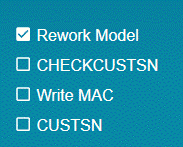 Rework Model
CHECKCUSTSN
Write MAC
CUSTSN